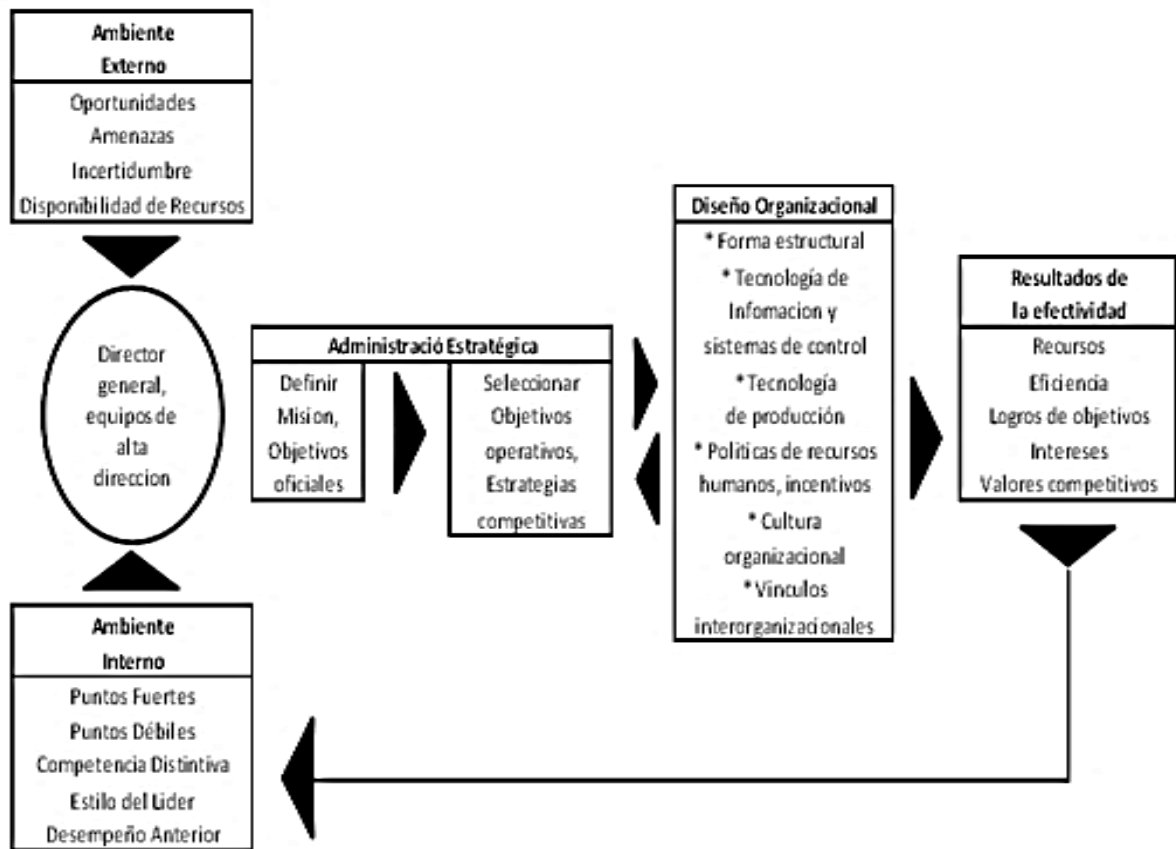 Ambiente
Externo
Oportunidades
Amenazas
Incertidumbre
Disponibilidad de Recursos
Director
general,
equipos de
alta
direccion
Ambiente
Interno
Puntos Fuertes
Puntos Débiles
Competencia Distintiva
Estilo del Lider
Desempeño Anterior
Administració Estratégica
Definir
Mision,
Objetivos
oficiales
Seleccionar
Objetivos
operativos,
Estrategias
competitivas
Diseño Organizacional
* Forma estructural
* Tecnología de
Infomacion y
sistemas de control
* Tecnología
de producción
* Políticas de recursos
humanos, incentivos
* Cultura
organizacional
* Vinculos
interorganizacionales
Resultados de
la efectividad
Recursos
Eficiencia
Logros de objetivos
Intereses
Valores competitivos